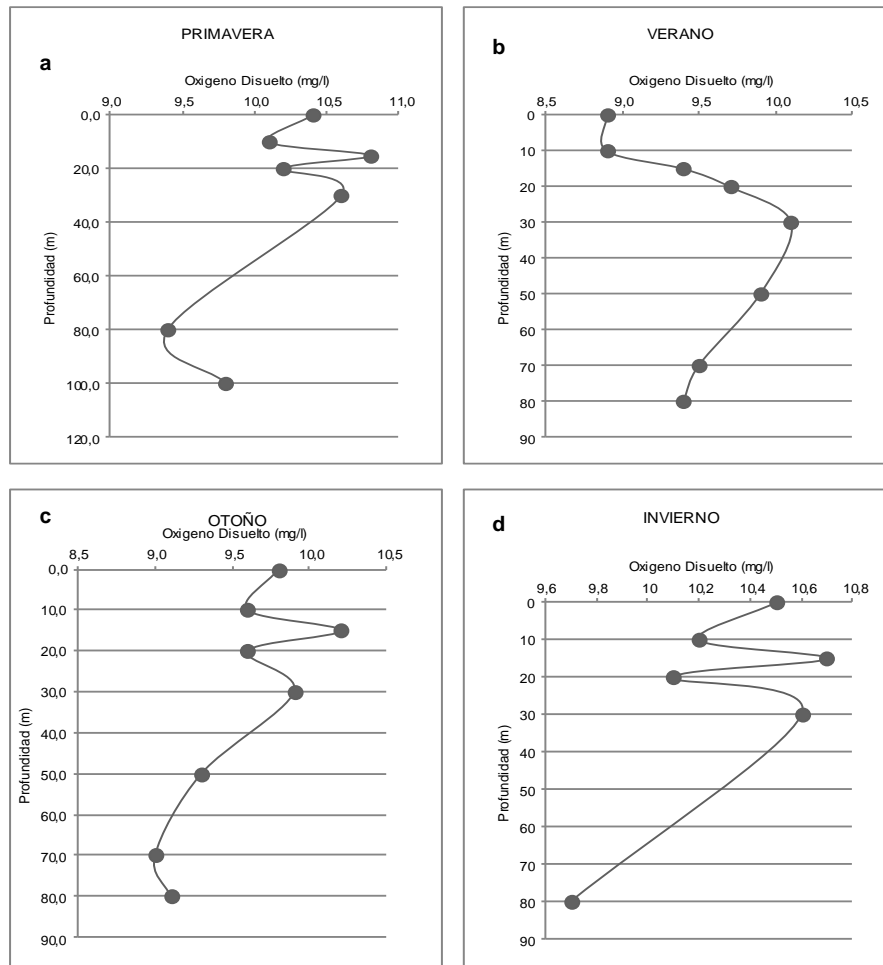 PRIMAVERA
a
Oxigeno Disuelto (mg/l)
9,0 9,5 10,0 10,5 11,0
0,0
20,0
40,0
60,0
80,0
100,0
120,0
Profundidad (m)
VERANO
b
Oxigeno Disuelto (mg/l)
8,5 9,0 9,5 10,0 10,5
0
10
20
30
40
50
60
70
80
90
Profundidad (m)
c
OTOÑO
Oxigeno Disuelto (mg/l)
8,5 9,0 9,5 10,0 10,5
0,0
10,0
20,0
30,0
40,0
50,0
60,0
70,0
80,0
90,0
Profundidad (m)
d
INVIERNO
Oxigeno Disuelto (mg/l)
9,6 9,8 10 10,2 10,4 10,6 10,8
0
10
20
30
40
50
60
70
80
90
Profundidad (m)